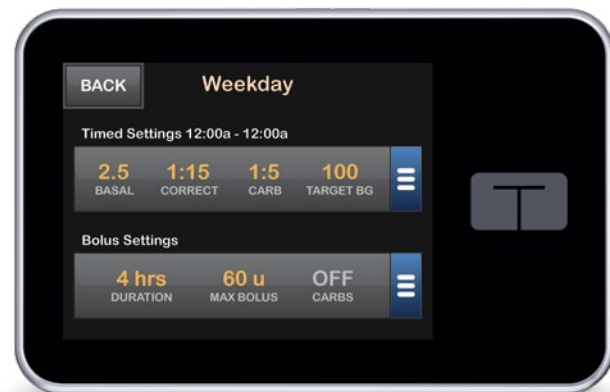 BACK
Weekday
Timed Settings 12:00a - 12:00a
2.5 1:15 1:5 100
BASAL CORRECT CARB TARGET BG
Bolus Settings
4 hrs 60 u OFF
DURATION MAX BOLUS CARBS